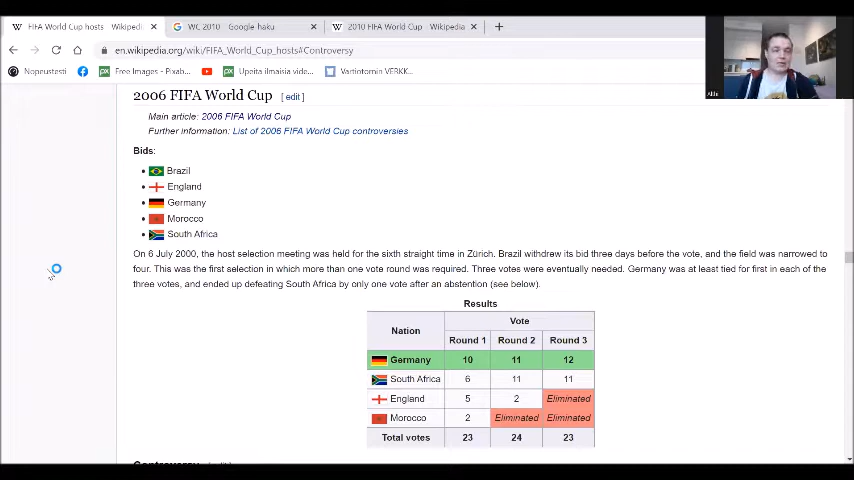 FIFA World Cup hosts - Wikipedi
WC 2010 - Google-haku
2010 FIFA World Cup - Wikipedia
en.wikipedia.org/wiki/FIFA_World_Cup_hosts#Controversy
Nopeustesti
Free Images - Pixab...
Upeita ilmaisia video...
Vartiotornin VERKK...
2006 FIFA World Cup [ edit ]
Main article: 2006 FIFA World Cup
Further information: List of 2006 FIFA World Cup controversies
Bids:
Brazil
England
Germany
Morocco
South Africa
On 6 July 2000, the host selection meeting was held for the sixth straight time in Zürich. Brazil withdrew its bid three days before the vote, and the field was narrowed to
four. This was the first selection in which more than one vote round was required. Three votes were eventually needed. Germany was at least tied for first in each of the
three votes, and ended up defeating South Africa by only one vote after an abstention (see below).
Results
Nation Vote
Round 1 Round 2 Round 3
Germany 10 11 12
South Africa 6 11 11
England 5 2 Eliminated
Morocco 2 Eliminated Eliminated
Total votes 23 24 23